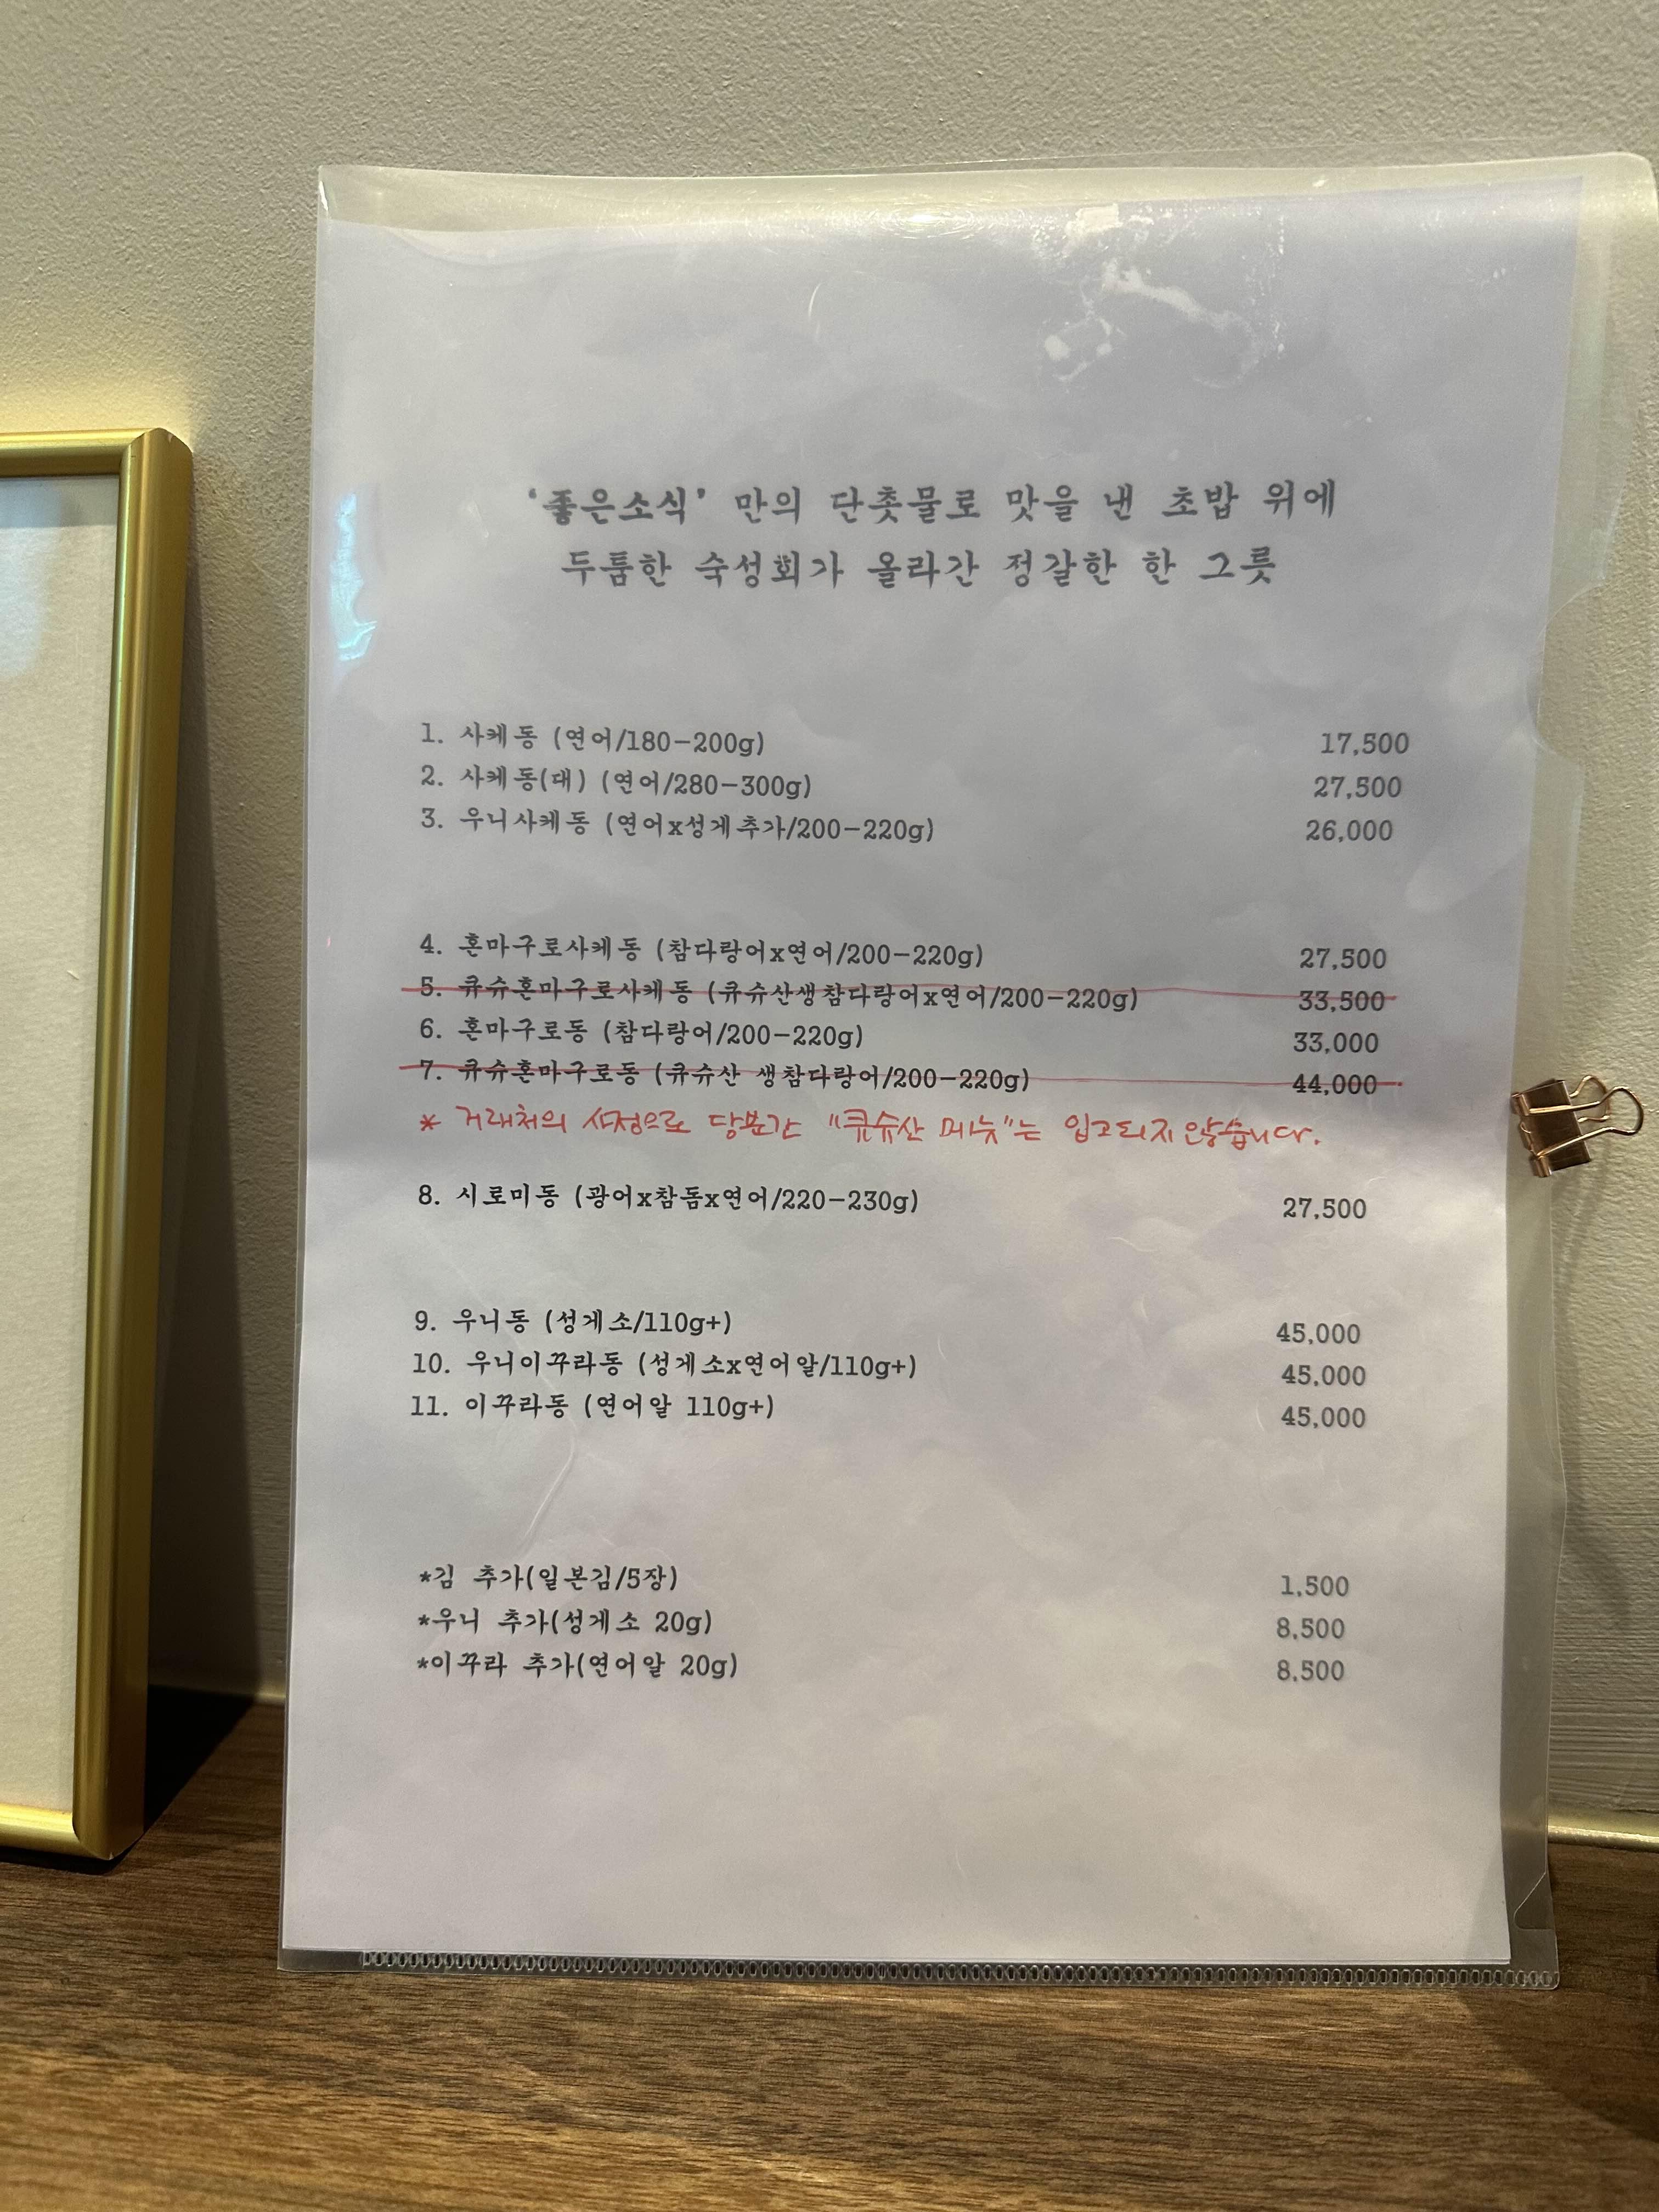 '좋은소식' 만의 단촛물로 맛을 낸 초밥 위에
두툼한 숙성회가 올라간 정갈한 한 그릇
1. 사케동 (연어/180-200g) 17,500
2. 사케동(대) (연어/280-300g) 27,500
3. 우니사케동 (연어x성게추가/200-220g) 26,000
4. 혼마구로사케동 (참다랑어x연어/200-220g) 27,500
5. 큐슈혼마구로사케동 (큐슈산생참다랑어x연어/200-220g) 33,500
6. 혼마구로동 (참다랑어/200-220g) 33,000
7. 큐슈혼마구로동 (큐슈산 생참다랑어/200-220g) 44,000
* 거래처의 사정으로 당분간 "큐슈산 메뉴"는 입고되지 않습니다.
8. 시로미동 (광어x참돔x연어/220-230g) 27,500
9. 우니동 (성게소/110g+) 45,000
10. 우니이꾸라동 (성게소x연어알/110g+) 45,000
11. 이꾸라동 (연어알 110g+) 45,000
*김 추가(일본김/5장) 1,500
*우니 추가(성게소 20g) 8,500
*이꾸라 추가(연어알 20g) 8,500